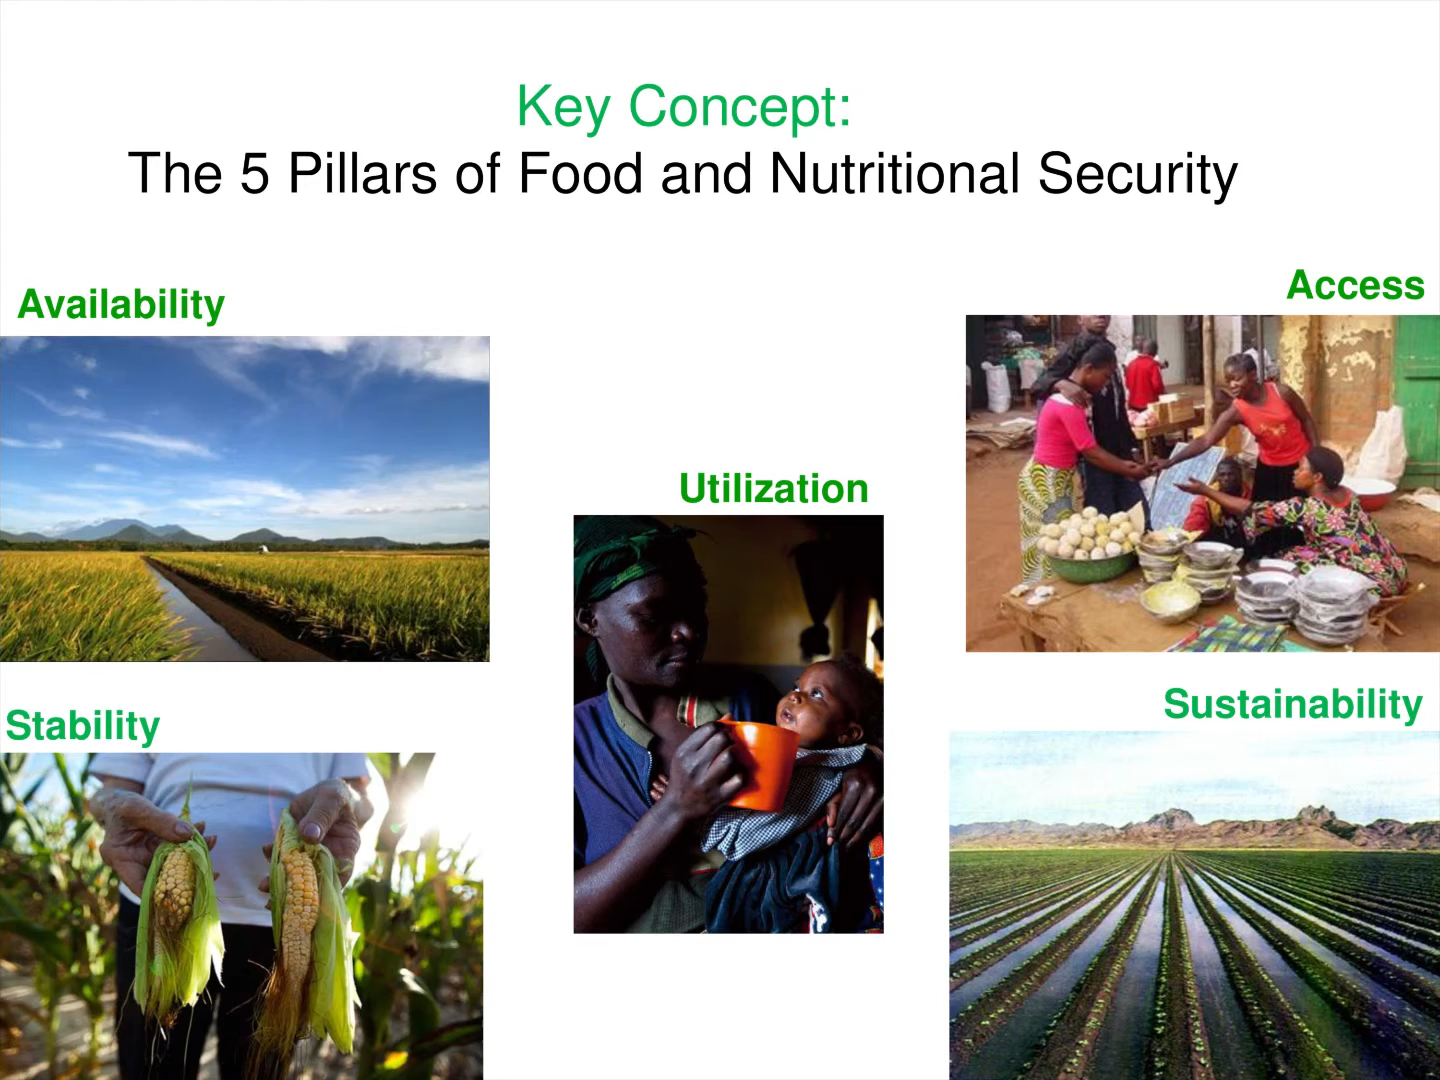 Key Concept:
The 5 Pillars of Food and Nutritional Security
Availability
Access
Utilization
Stability
Sustainability